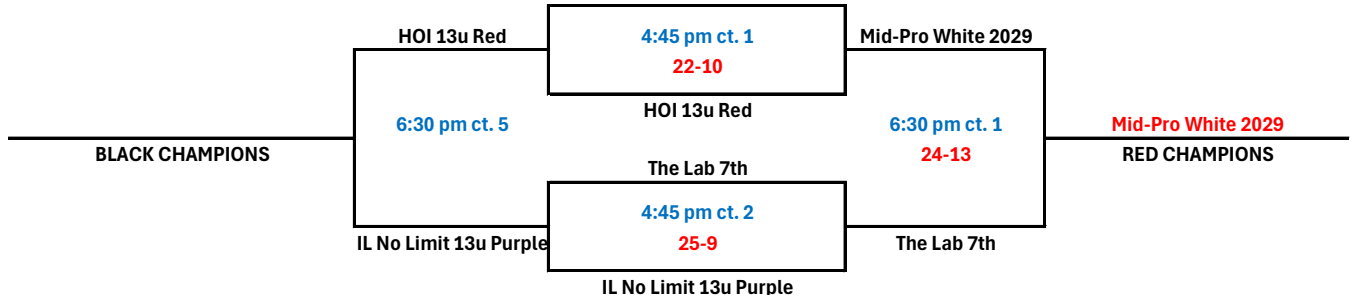 HOI 13u Red
4:45 pm ct. 1
Mid-Pro White 2029
22-10
HOI 13u Red
6:30 pm ct. 5
6:30 pm ct. 1
Mid-Pro White 2029
BLACK CHAMPIONS
24-13
RED CHAMPIONS
The Lab 7th
4:45 pm ct. 2
IL No Limit 13u Purple
25-9
The Lab 7th
IL No Limit 13u Purple